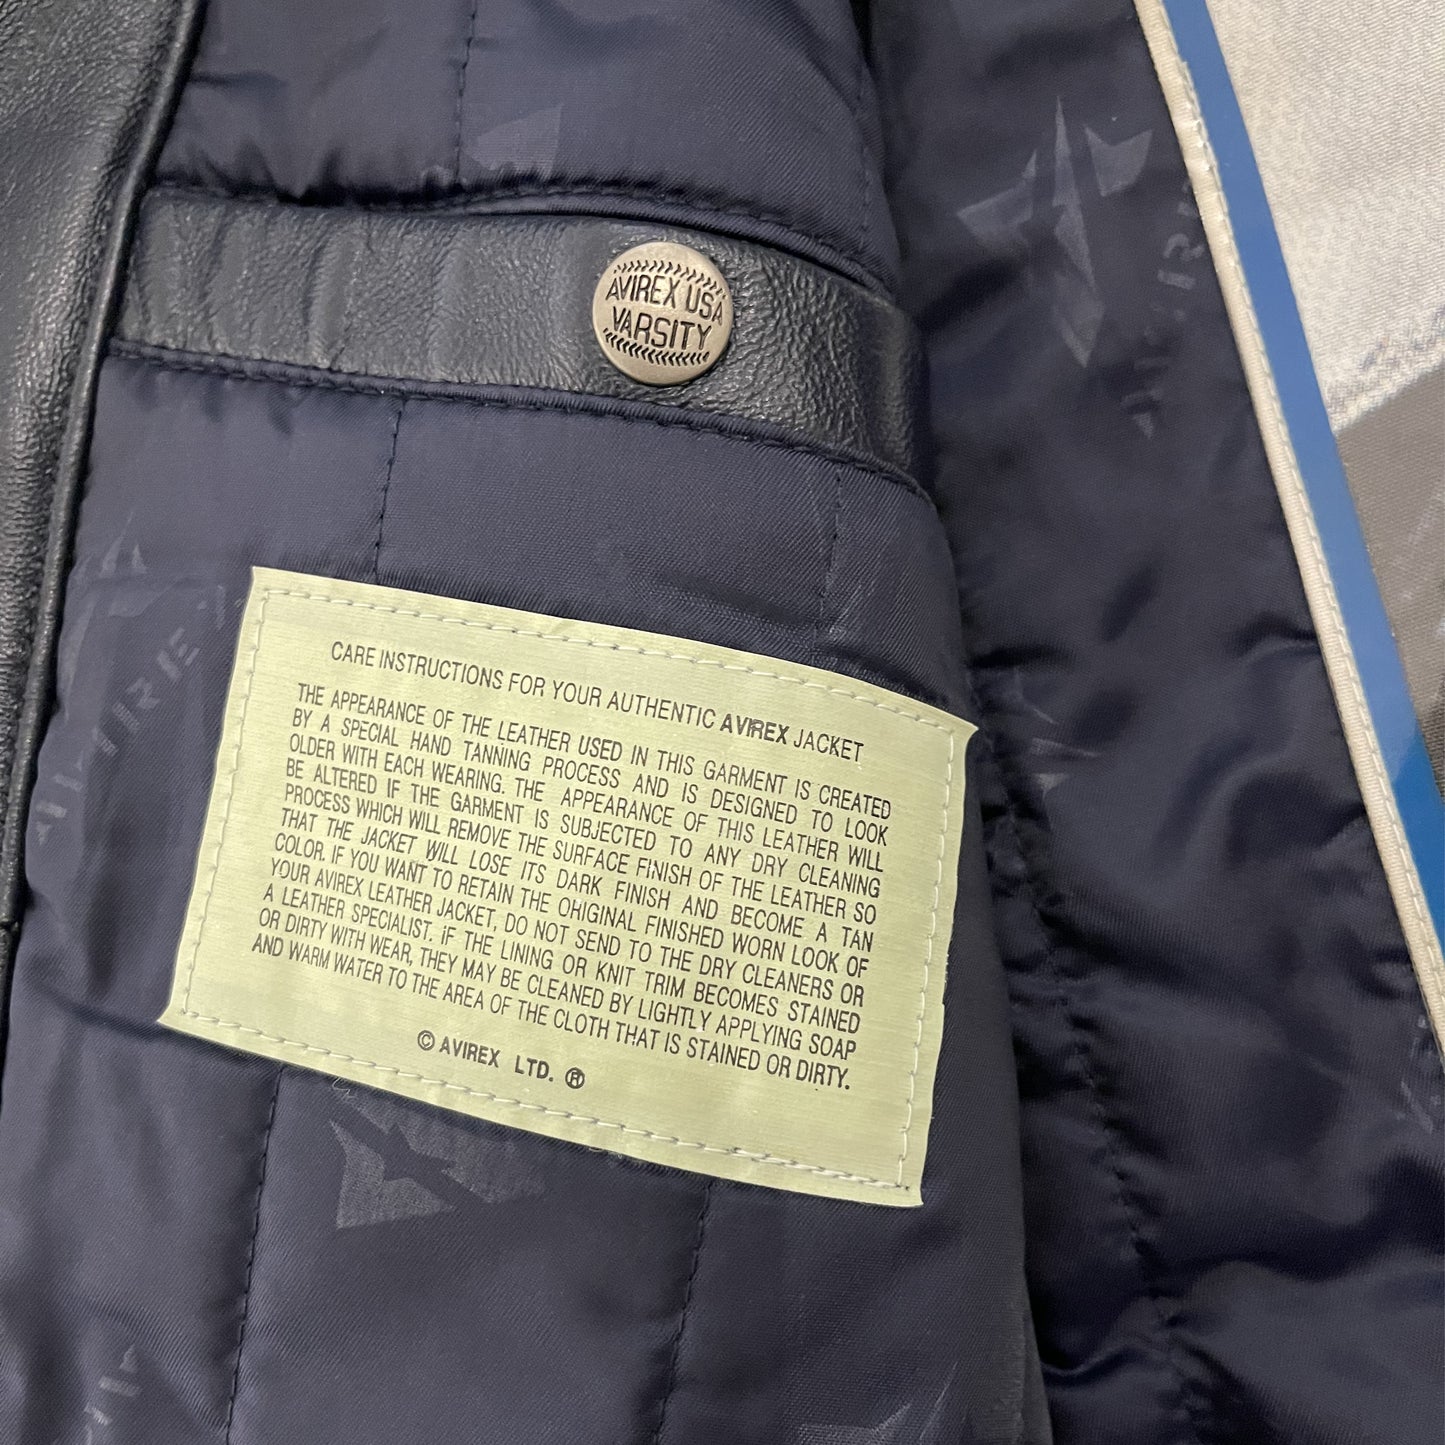 AVIREX USA
VARSITY
CARE INSTRUCTIONS FOR YOUR AUTHENTIC AVIREX JACKET
THE APPEARANCE OF THE LEATHER USED IN THIS GARMENT IS CREATED
BY A SPECIAL HAND TANNING PROCESS AND IS DESIGNED TO LOOK
OLDER WITH EACH WEARING. THE APPEARANCE OF THIS LEATHER WILL
BE ALTERED IF THE GARMENT IS SUBJECTED TO ANY DRY CLEANING
PROCESS WHICH WILL REMOVE THE SURFACE FINISH OF THE LEATHER SO
THAT THE JACKET WILL LOSE ITS DARK FINISH AND BECOME A TAN
COLOR. IF YOU WANT TO RETAIN THE ORIGINAL FINISHED WORN LOOK OF
YOUR AVIREX LEATHER JACKET, DO NOT SEND TO THE DRY CLEANERS OR
A LEATHER SPECIALIST. IF THE LINING OR KNIT TRIM BECOMES STAINED
OR DIRTY WITH WEAR, THEY MAY BE CLEANED BY LIGHTLY APPLYING SOAP
AND WARM WATER TO THE AREA OF THE CLOTH THAT IS STAINED OR DIRTY.
© AVIREX LTD. ®